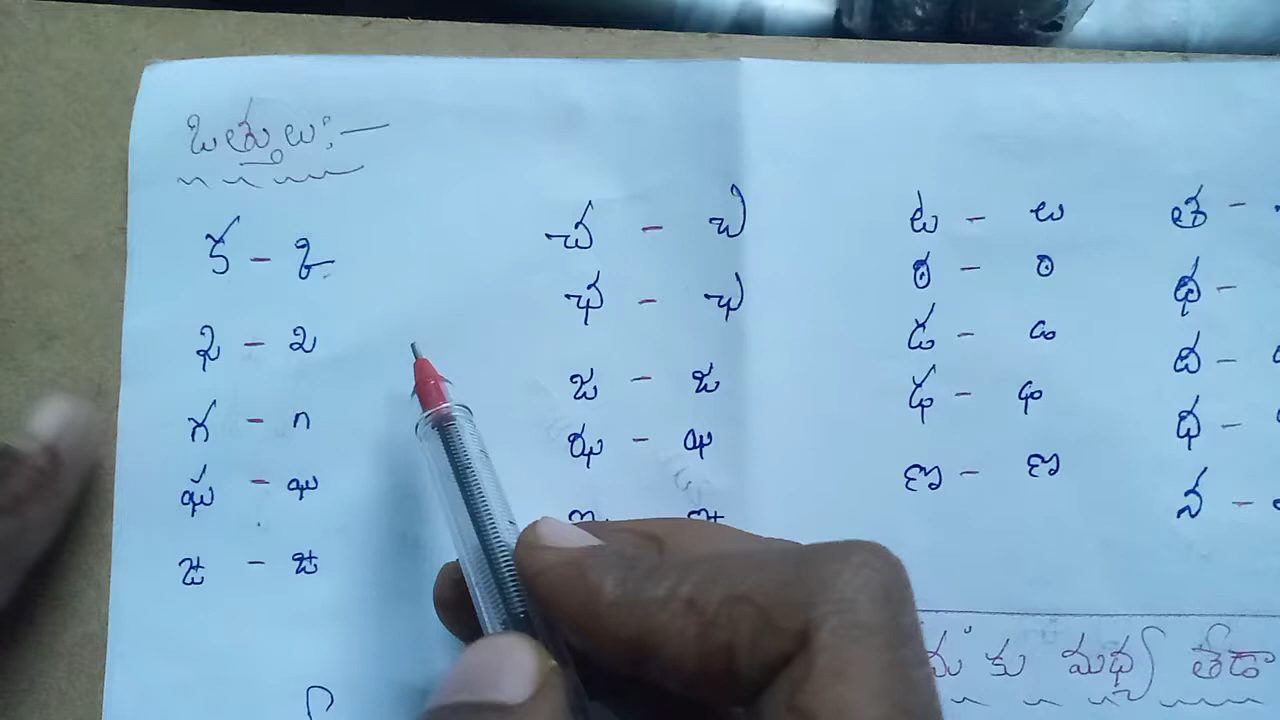 ఒత్తులు:-
క - ్క
ఖ - ్ఖ
గ - ్గ
ఘ - ్ఘ
ఙ - ్ఙ
చ - ్చ
ఛ - ్ఛ
జ - ్జ
ఝ - ్ఝ
ట - ్ట
ఠ - ్ఠ
డ - ్డ
ఢ - ్ఢ
ణ - ్ణ
త -
థ -
ద -
ధ -
న -
కు మధ్య తేడా